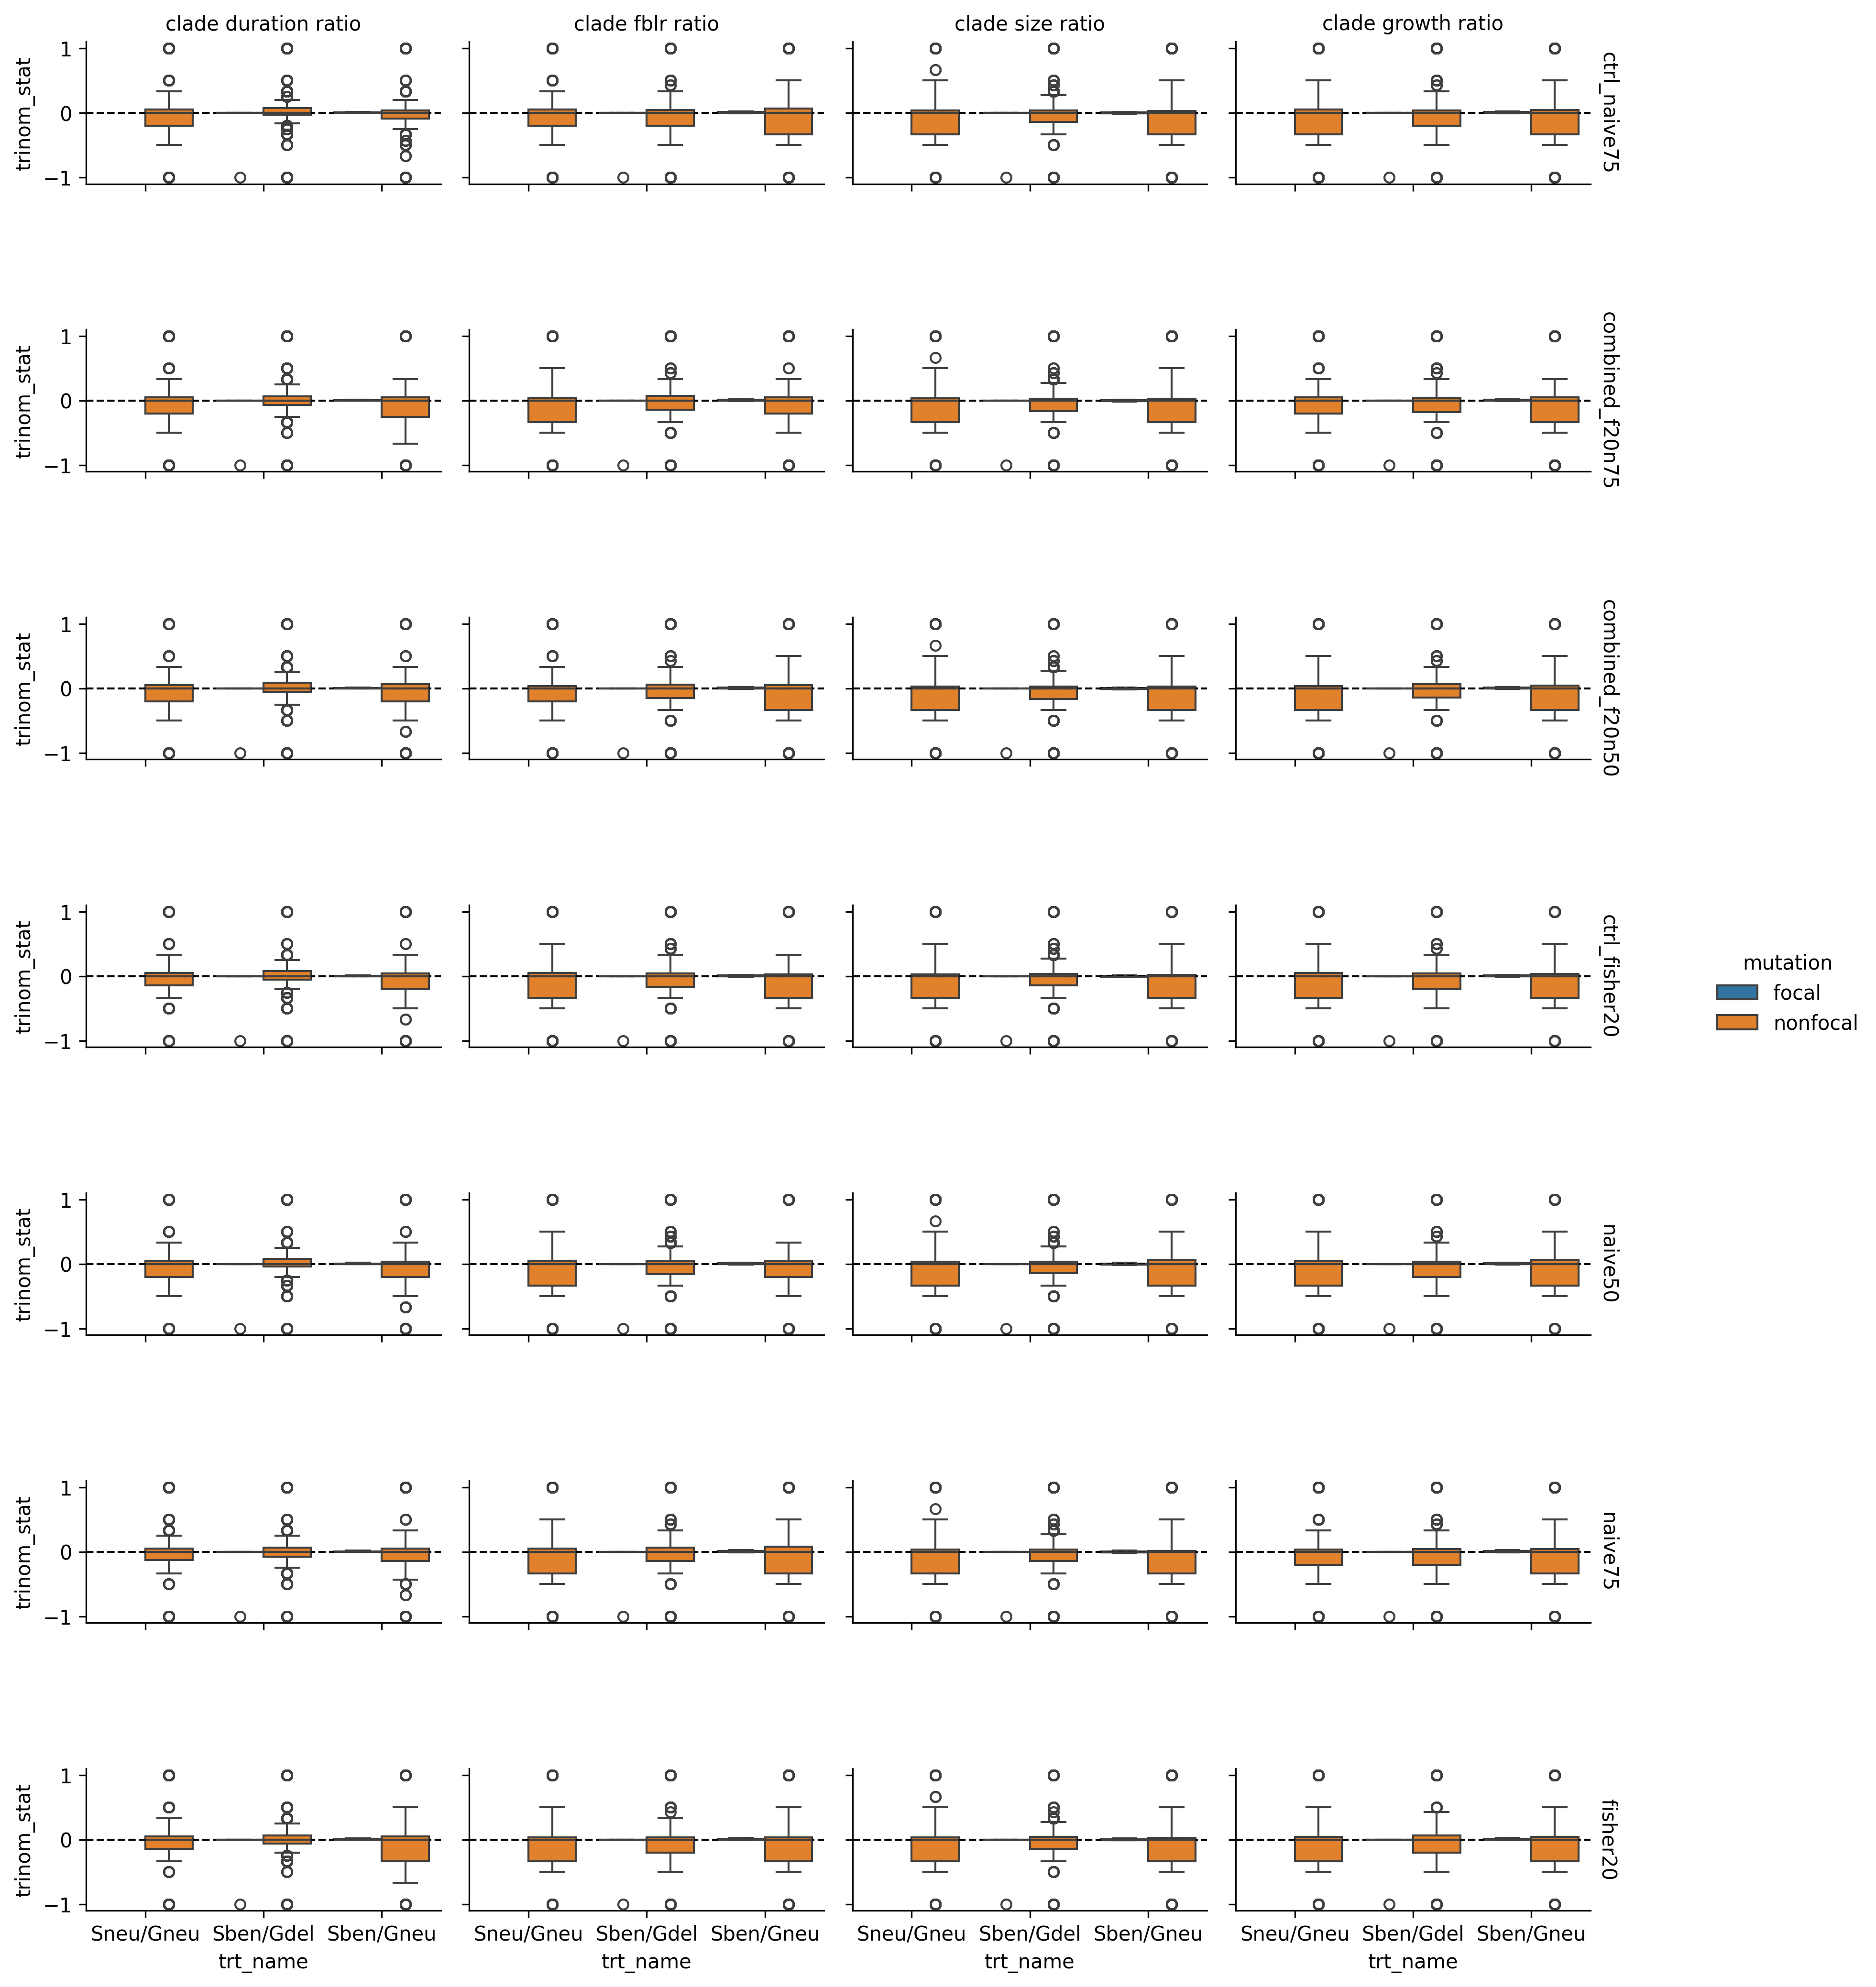 clade duration ratio clade fblr ratio clade size ratio clade growth ratio
trinom_stat 1 0 −1 ctrl_naive75
trinom_stat 1 0 −1 combined_f20n75
trinom_stat 1 0 −1 combined_f20n50
trinom_stat 1 0 −1 ctrl_fisher20
mutation
focal
nonfocal
trinom_stat 1 0 −1 naive50
trinom_stat 1 0 −1 naive75
trinom_stat 1 0 −1 fisher20
Sneu/Gneu Sben/Gdel Sben/Gneu Sneu/Gneu Sben/Gdel Sben/Gneu Sneu/Gneu Sben/Gdel Sben/Gneu Sneu/Gneu Sben/Gdel Sben/Gneu
trt_name trt_name trt_name trt_name